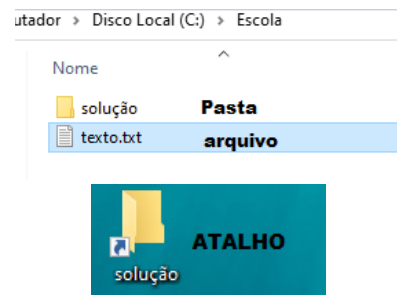 utador > Disco Local (C:) > Escola
Nome
solução Pasta
texto.txt arquivo
ATALHO
solução